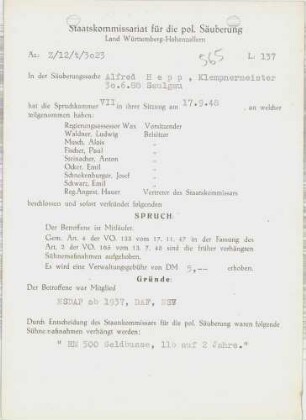 Staatskommissariat für die pol. Säuberung
Land Württemberg-Hohenzollern
Az: Z/12/t/3023 565 L: 137
In der Säuberungssache Alfred Hepp, Klempnermeister
30.6.88 Saulgau
hat die Spruchkammer VII in ihrer Sitzung am 17.9.48, an welcher
teilgenommen haben:
Regierungsassessor Wax Vorsitzender
Waldner, Ludwig Beisitzer
Musch, Alois "
Fischer, Paul "
Steinacher, Anton "
Ocker, Emil "
Schnekenburger, Josef "
Schwarz, Emil "
Reg.Angest. Hauer Vertreter des Staatskommissars
beschlossen und sofort verkündet folgenden
SPRUCH
Der Betroffene ist Mitläufer.
Gem. Art. 4 der VO. 133 vom 17. 11. 47 in der Fassung des
Art. 2 der VO. 165 vom 13. 7. 48 sind die früher verhängten
Sühnemaßnahmen aufgehoben.
Es wird eine Verwaltungsgebühr von DM 5,-- erhoben.
Gründe:
Der Betroffene war Mitglied
NSDAP ab 1937, DAF, NSV
Durch Entscheidung des Staatskommissars für die pol. Säuberung waren folgende
Sühnemaßnahmen verhängt worden:
" RM 500 Geldbusse, 11b auf 2 Jahre."